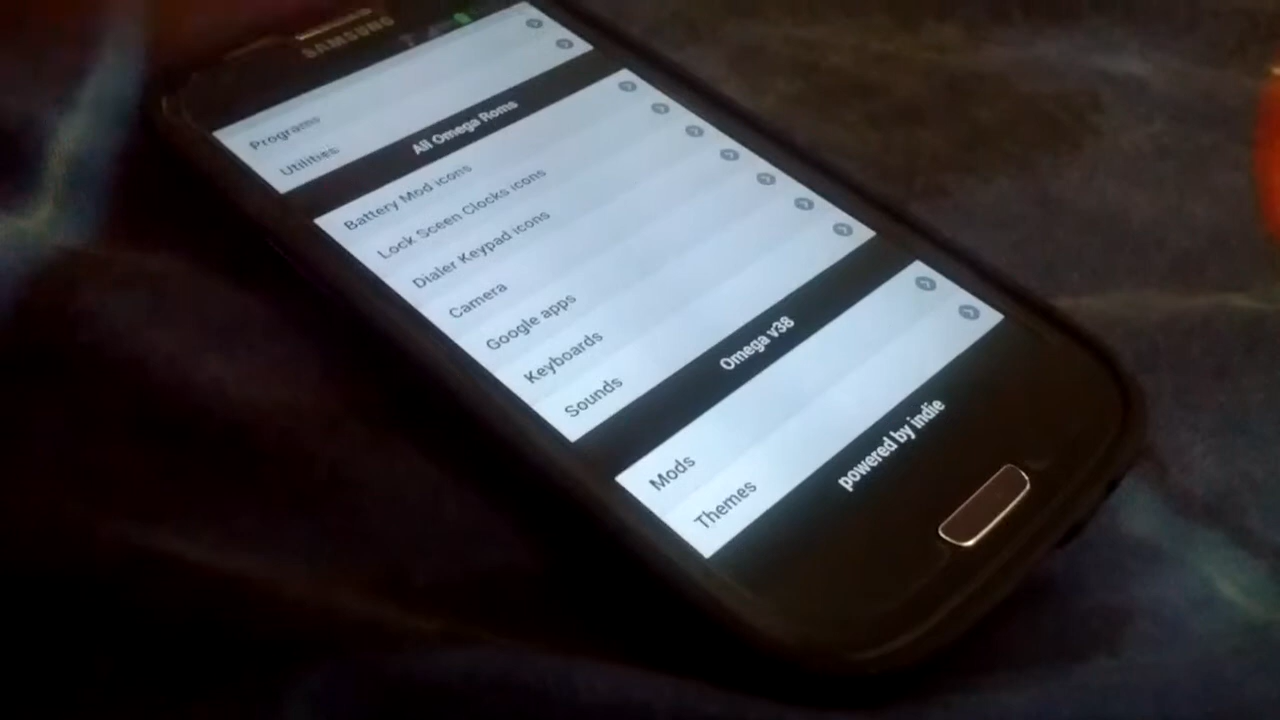 SAMSUNG
Programs
Utilities
All Omega Roms
Battery Mod icons
Lock Sceen Clocks icons
Dialer Keypad icons
Camera
Google apps
Keyboards
Sounds
Omega v38
Mods
Themes
powered by indie